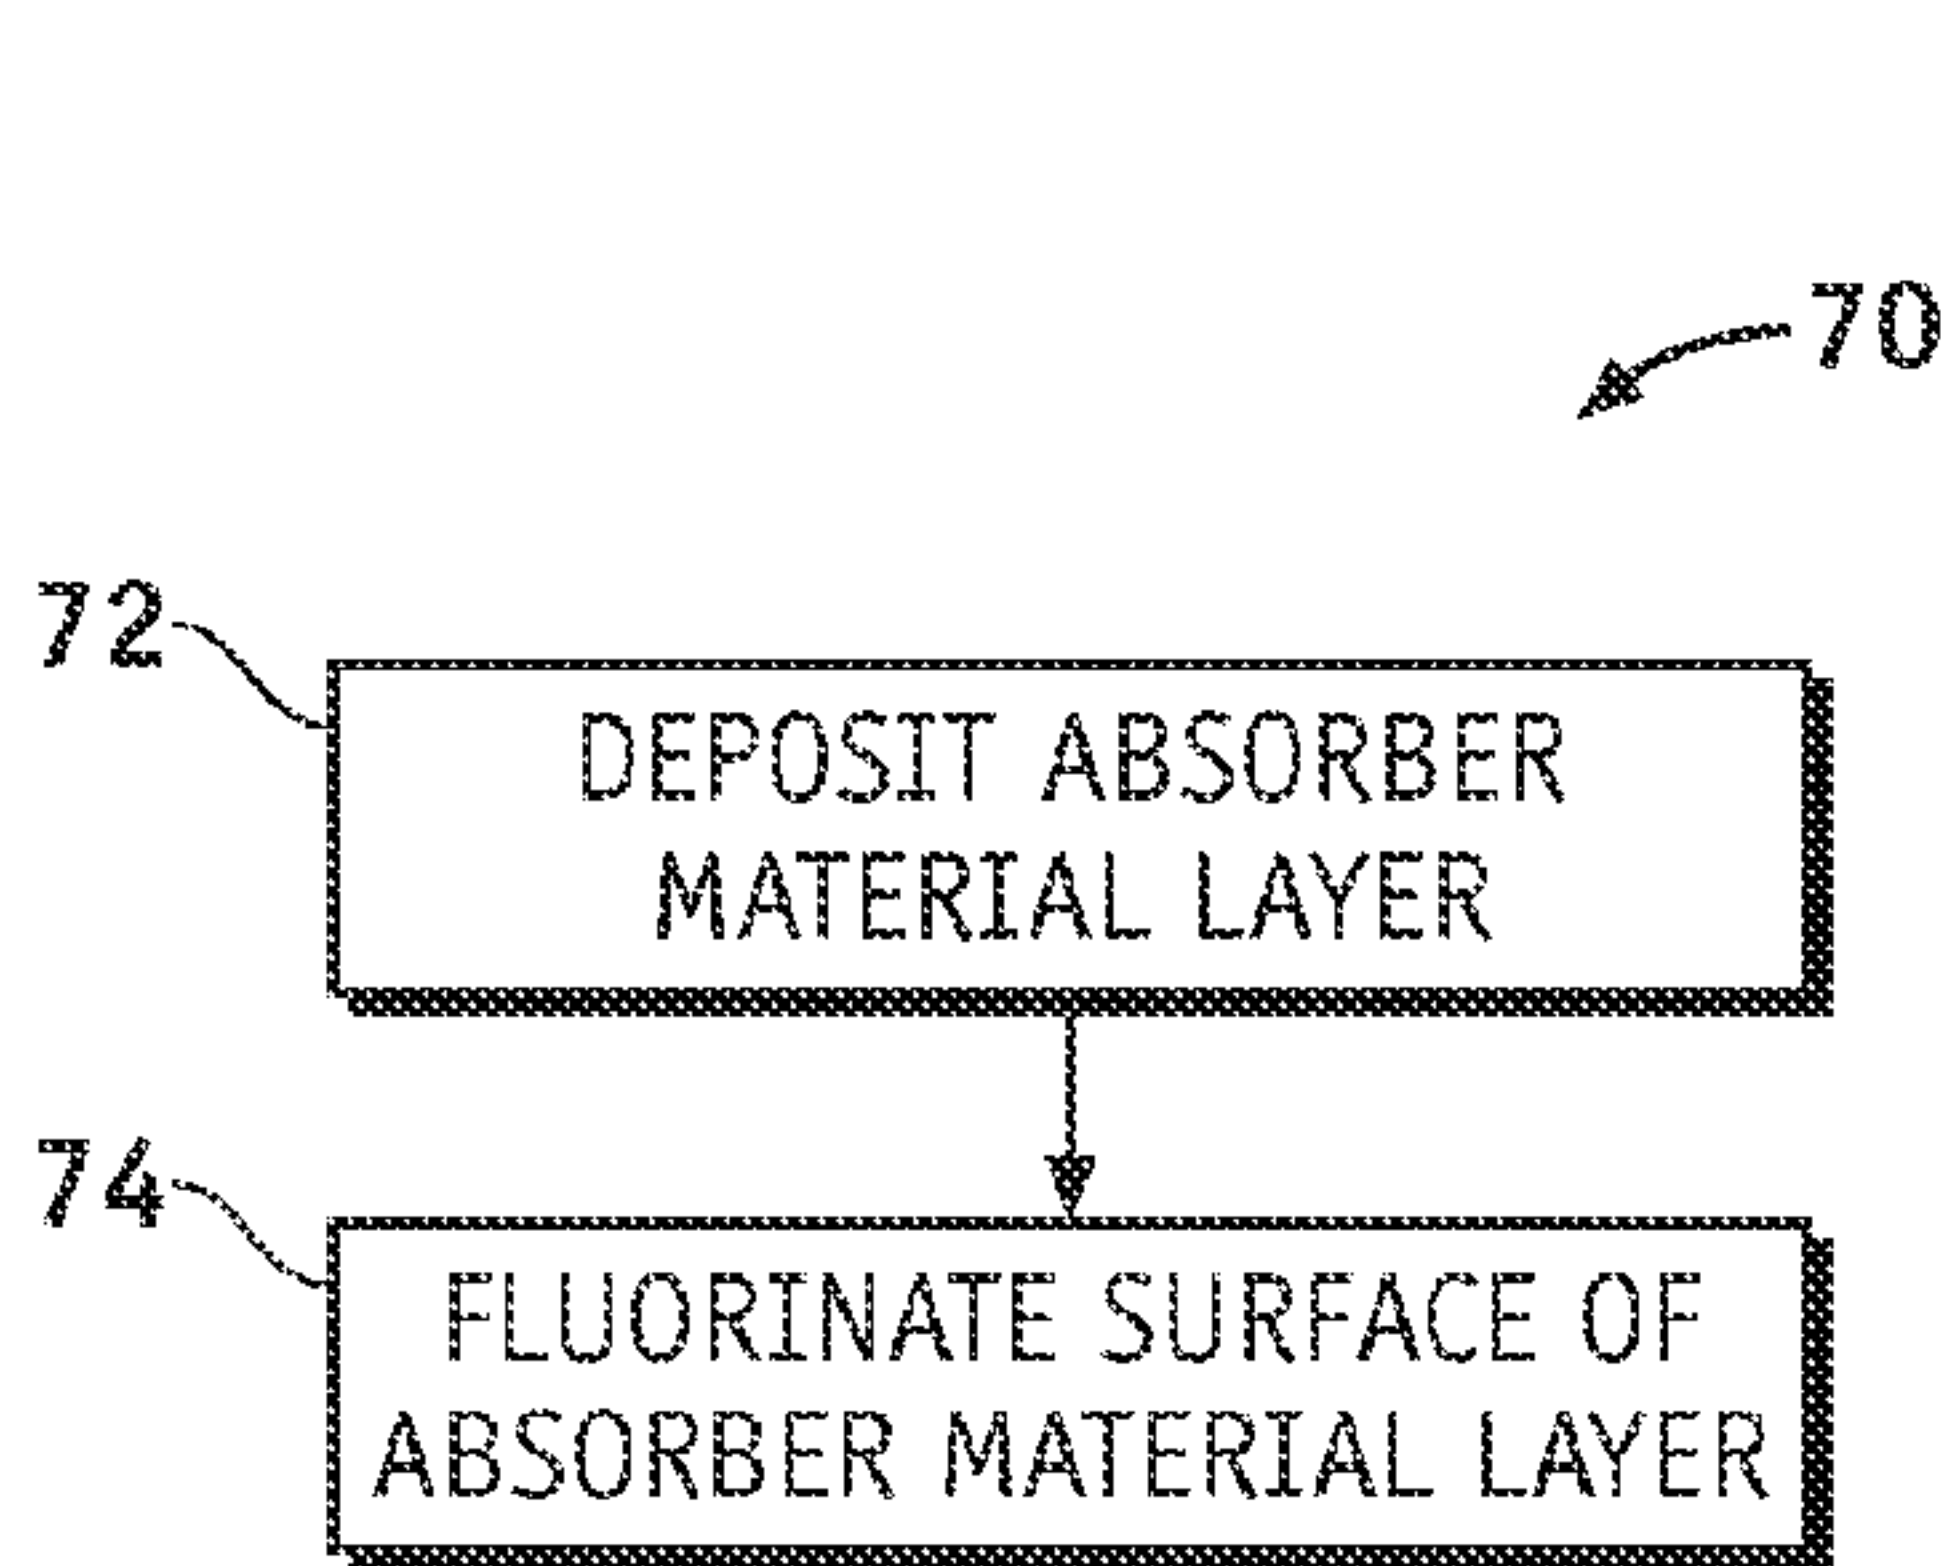 70
72
DEPOSIT ABSORBER
MATERIAL LAYER
74
FLUORINATE SURFACE OF
ABSORBER MATERIAL LAYER